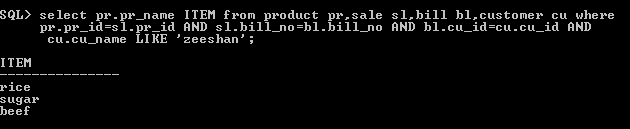 SQL> select pr.pr_name ITEM from product pr,sale sl,bill bl,customer cu where
pr.pr_id=sl.pr_id AND sl.bill_no=bl.bill_no AND bl.cu_id=cu.cu_id AND
cu.cu_name LIKE 'zeeshan';
ITEM
---------------
rice
sugar
beef